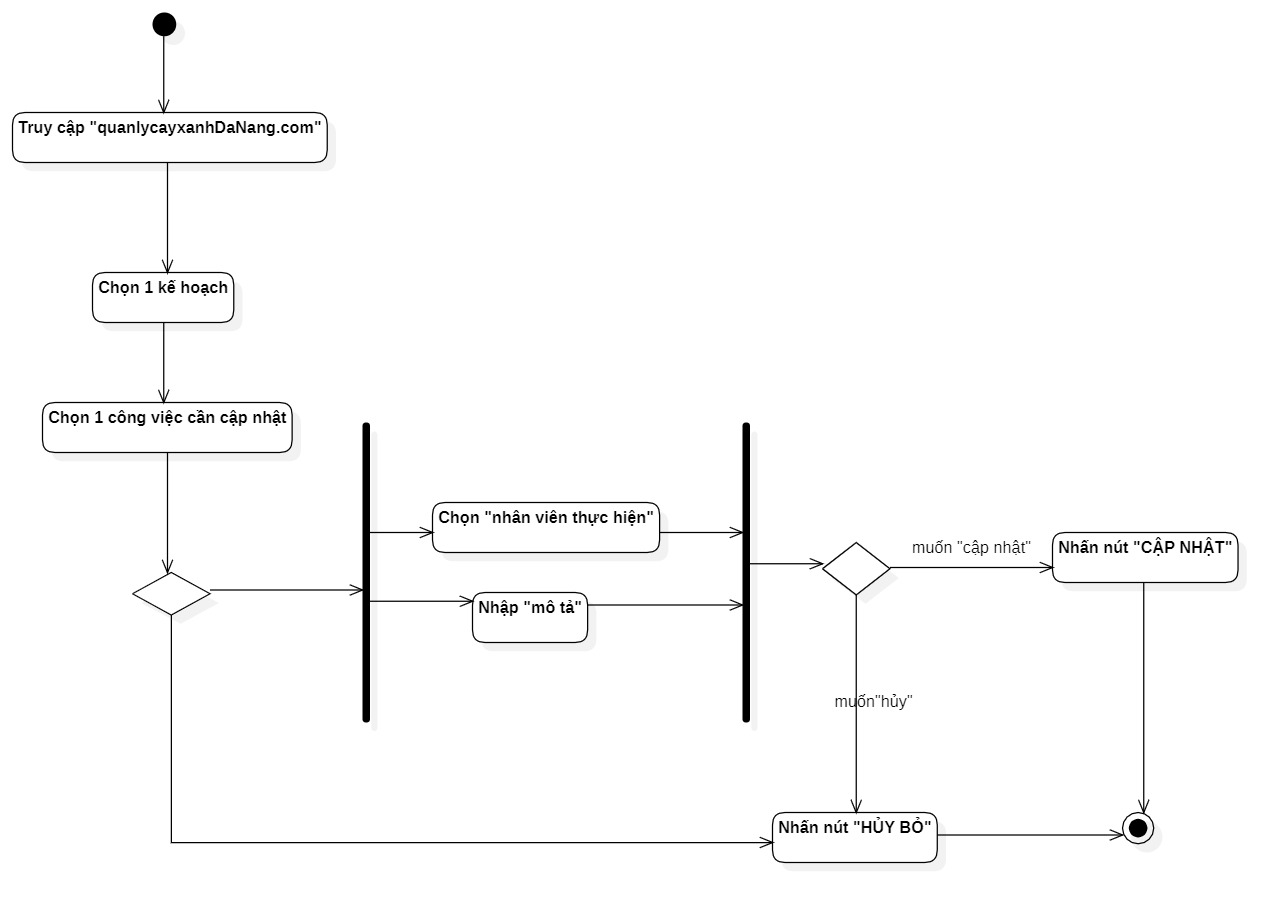 Truy cập "quanlycayxanhDaNang.com"
Chọn 1 kế hoạch
Chọn 1 công việc cần cập nhật
Chọn "nhân viên thực hiện"
Nhập "mô tả"
muốn "cập nhật"
Nhấn nút "CẬP NHẬT"
muốn"hủy"
Nhấn nút "HỦY BỎ"